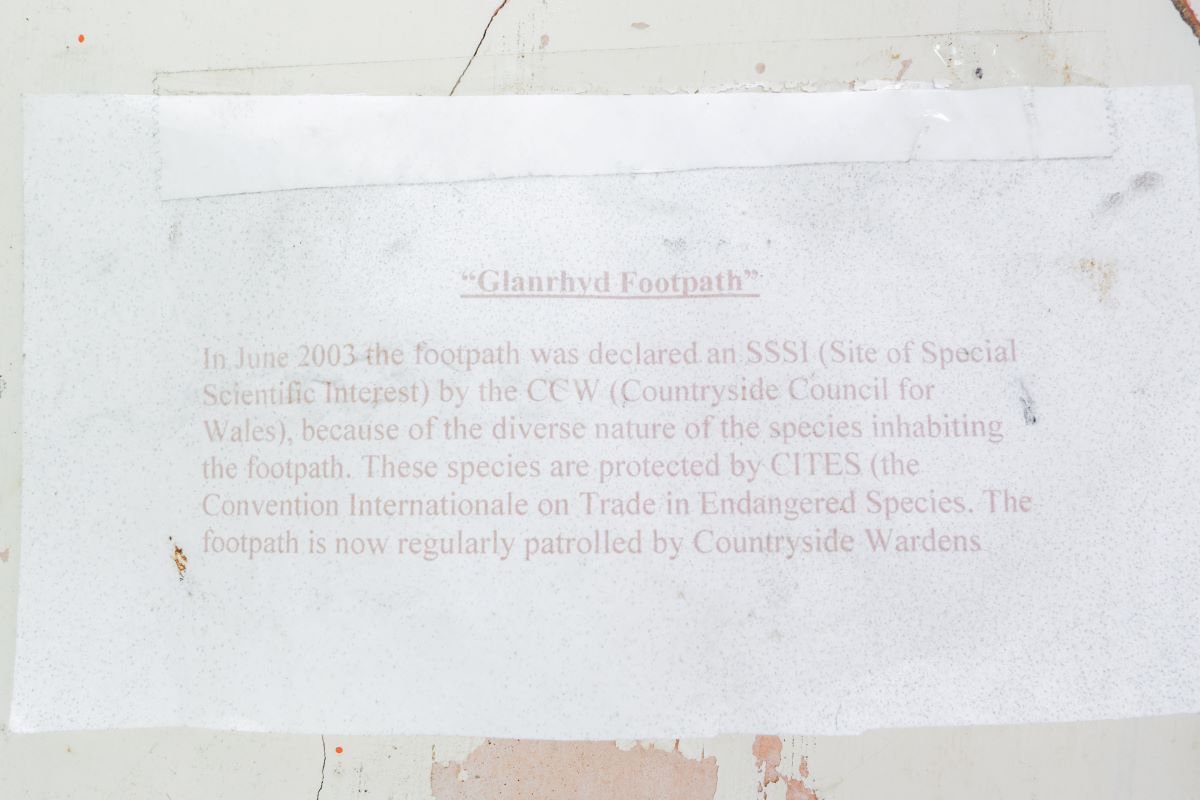 “Glanrhyd Footpath”
In June 2003 the footpath was declared an SSSI (Site of Special
Scientific Interest) by the CCW (Countryside Council for
Wales), because of the diverse nature of the species inhabiting
the footpath. These species are protected by CITES (the
Convention Internationale on Trade in Endangered Species. The
footpath is now regularly patrolled by Countryside Wardens